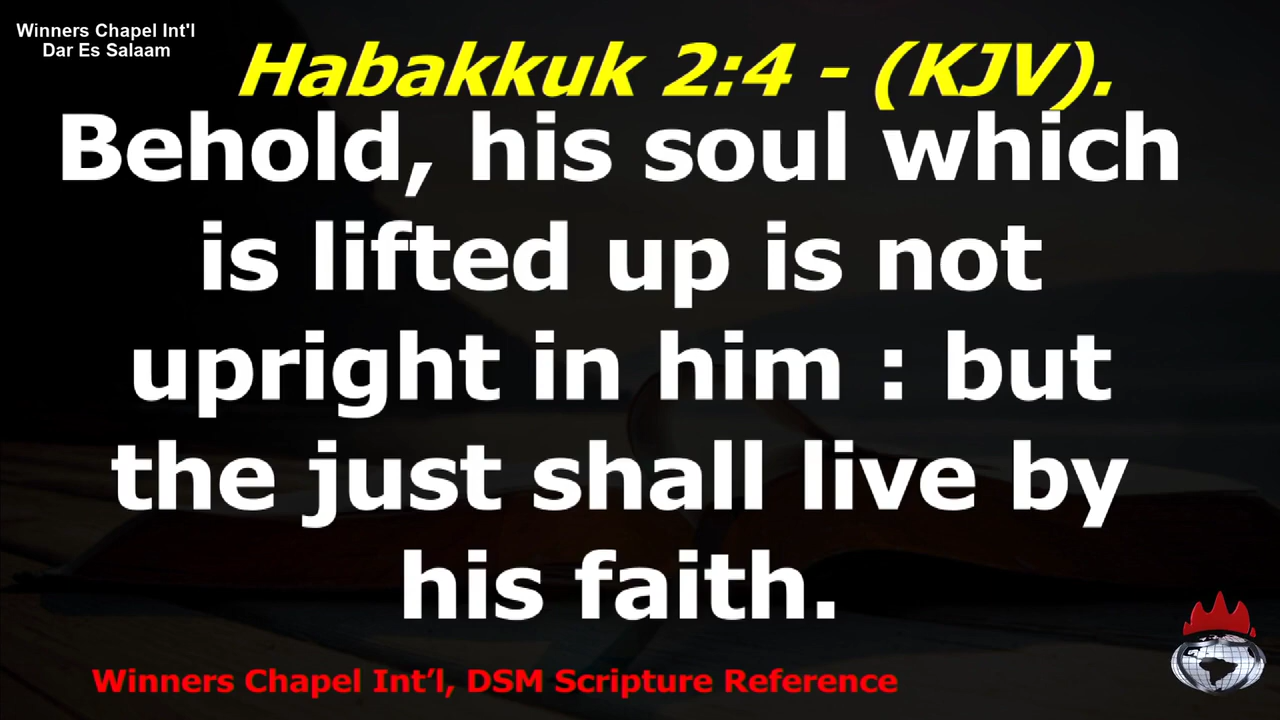 Winners Chapel Int'l
Dar Es Salaam
Habakkuk 2:4 - (KJV).
Behold, his soul which
is lifted up is not
upright in him : but
the just shall live by
his faith.
Winners Chapel Int’l, DSM Scripture Reference